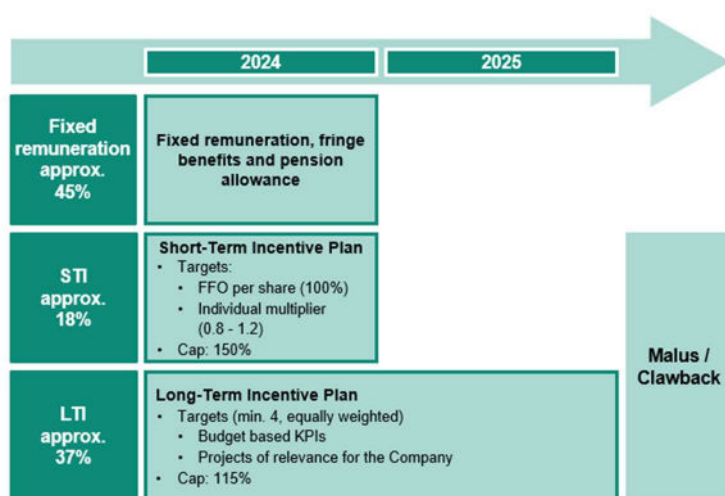 2024
2025
Fixed
remuneration
approx.
45%
Fixed remuneration, fringe
benefits and pension
allowance
STI
approx.
18%
Short-Term Incentive Plan
• Targets:
• FFO per share (100%)
• Individual multiplier
(0.8 - 1.2)
• Cap: 150%
LTI
approx.
37%
Long-Term Incentive Plan
• Targets (min. 4, equally weighted)
• Budget based KPIs
• Projects of relevance for the Company
• Cap: 115%
Malus /
Clawback